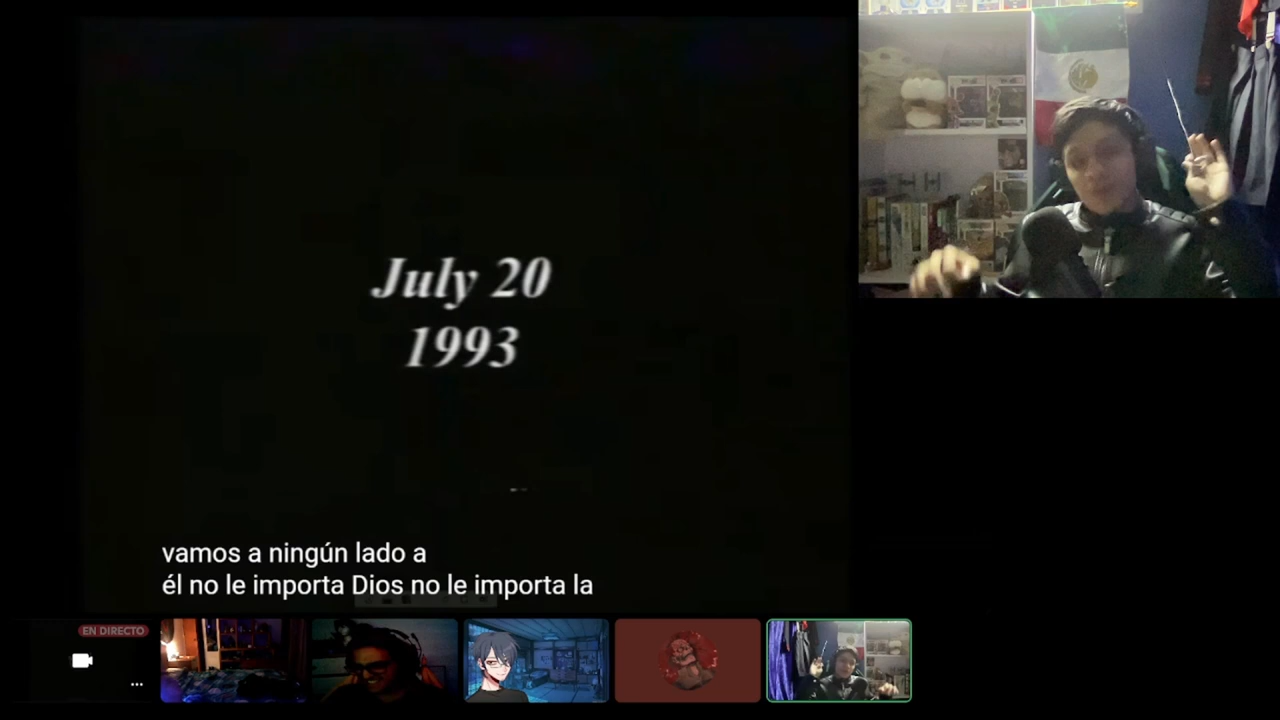 July 20
1993
vamos a ningún lado a
él no le importa Dios no le importa la
EN DIRECTO